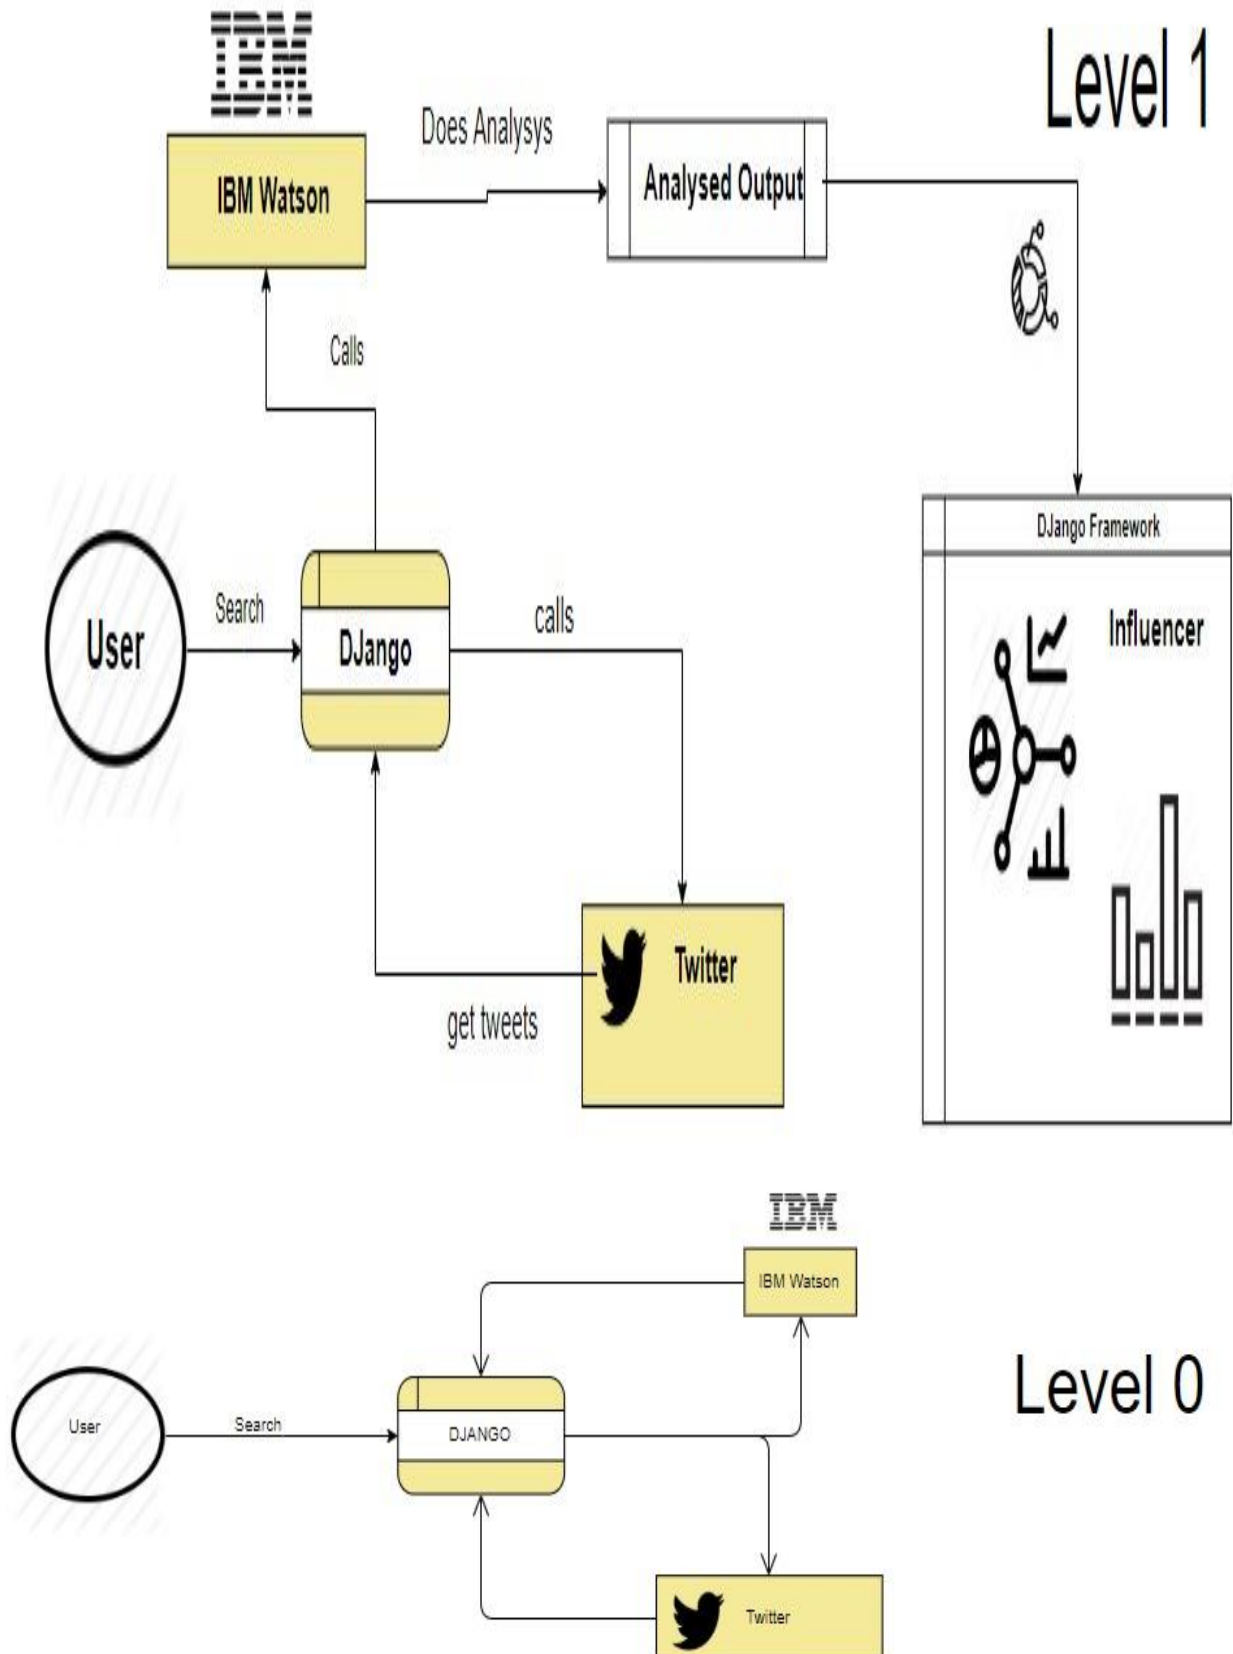 IBM
Level 1
Does Analysys
IBM Watson
Analysed Output
Calls
DJango Framework
Influencer
User
Search
DJango
calls
Twitter
get tweets
IBM
IBM Watson
Level 0
User
Search
DJANGO
Twitter